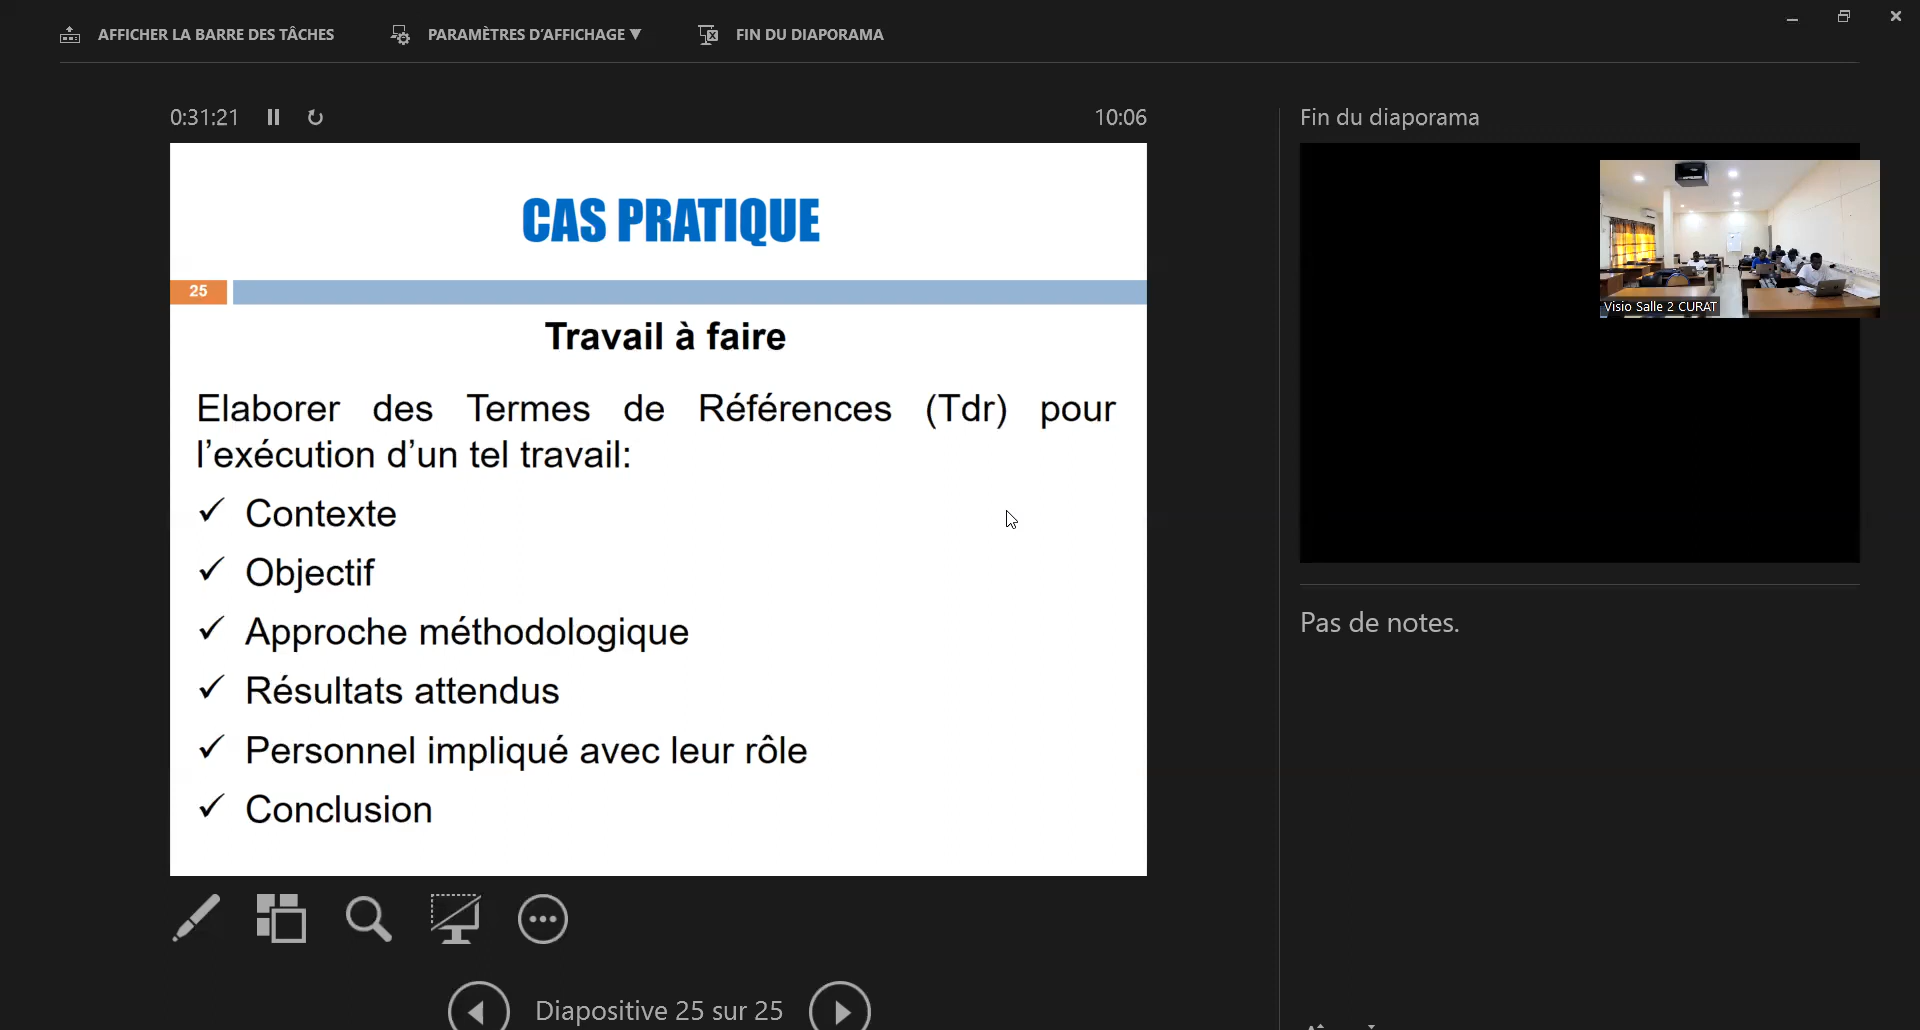 AFFICHER LA BARRE DES TÂCHES
PARAMÈTRES D'AFFICHAGE ▼
FIN DU DIAPORAMA
0:31:21
10:06
CAS PRATIQUE
25
Travail à faire
Elaborer des Termes de Références (Tdr) pour
l'exécution d'un tel travail:
✓ Contexte
✓ Objectif
✓ Approche méthodologique
✓ Résultats attendus
✓ Personnel impliqué avec leur rôle
✓ Conclusion
Diapositive 25 sur 25
Fin du diaporama
Visio Salle 2 CURAT
Pas de notes.